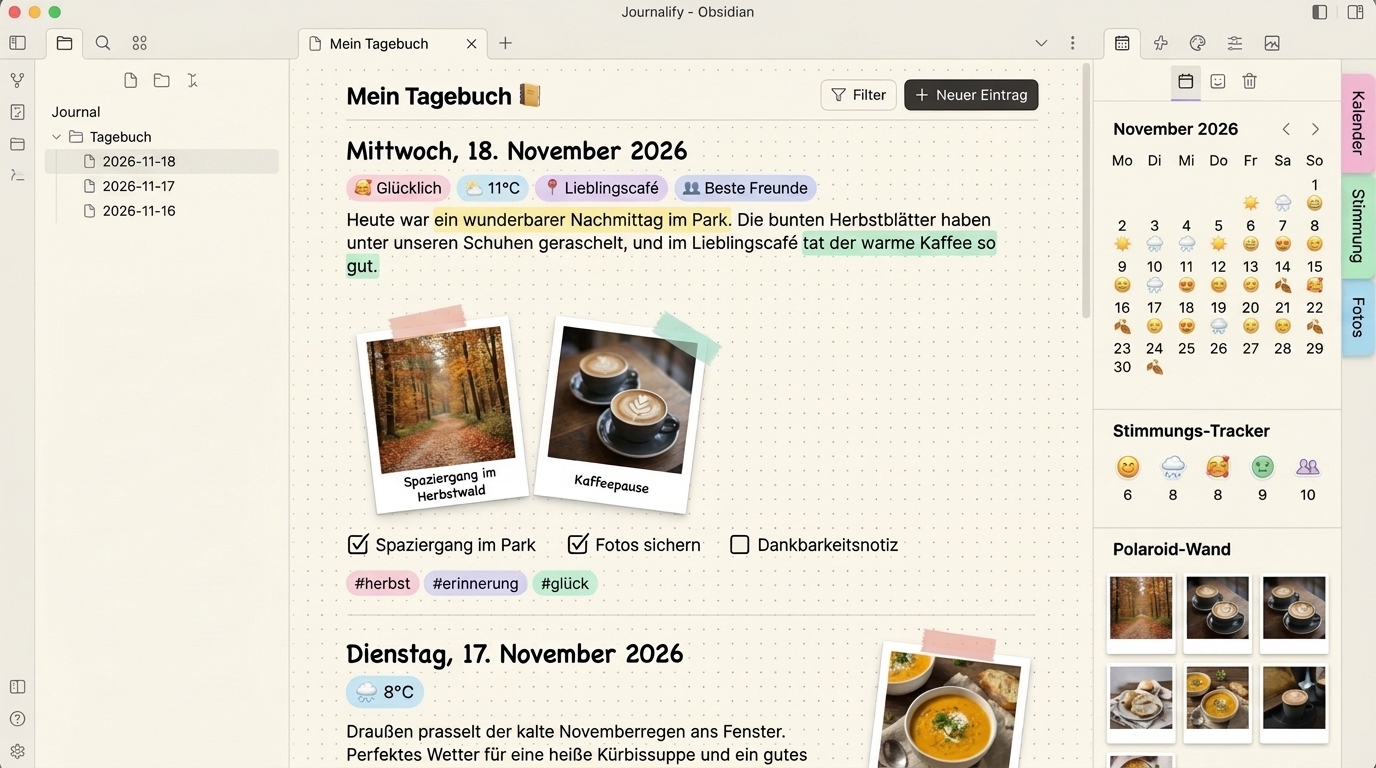 Journalify - Obsidian
Mein Tagebuch
Journal
Tagebuch
2026-11-18
2026-11-17
2026-11-16
Mein Tagebuch
Filter
Neuer Eintrag
Mittwoch, 18. November 2026
Glücklich
11°C
Lieblingscafé
Beste Freunde
Heute war ein wunderbarer Nachmittag im Park. Die bunten Herbstblätter haben
unter unseren Schuhen geraschelt, und im Lieblingscafé tat der warme Kaffee so
gut.
Spaziergang im
Herbstwald
Kaffeepause
Spaziergang im Park
Fotos sichern
Dankbarkeitsnotiz
#herbst #erinnerung #glück
Dienstag, 17. November 2026
8°C
Draußen prasselt der kalte Novemberregen ans Fenster.
Perfektes Wetter für eine heiße Kürbissuppe und ein gutes
November 2026
Mo Di Mi Do Fr Sa So
1
2 3 4 5 6 7 8
9 10 11 12 13 14 15
16 17 18 19 20 21 22
23 24 25 26 27 28 29
30
Stimmungs-Tracker
6 8 8 9 10
Polaroid-Wand
Kalender
Stimmung
Fotos